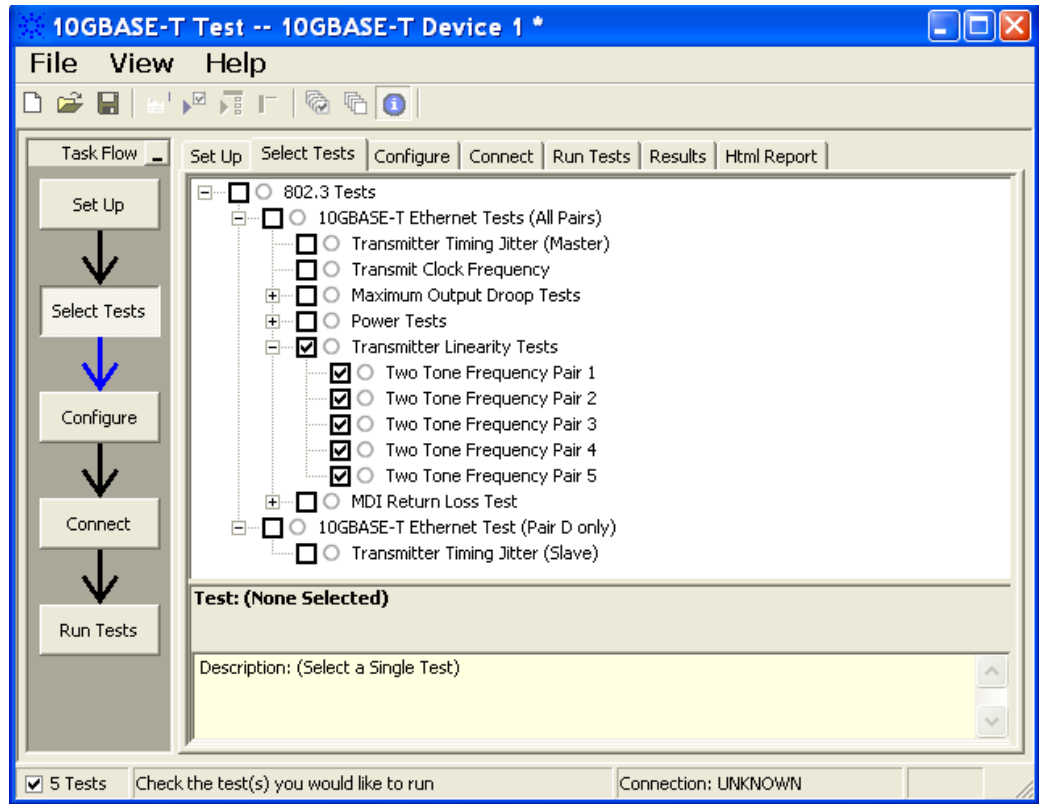 10GBASE-T Test -- 10GBASE-T Device 1 *
File View Help
Task Flow
Set Up
Select Tests
Configure
Connect
Run Tests
Set Up Select Tests Configure Connect Run Tests Results Html Report
802.3 Tests
10GBASE-T Ethernet Tests (All Pairs)
Transmitter Timing Jitter (Master)
Transmit Clock Frequency
Maximum Output Droop Tests
Power Tests
Transmitter Linearity Tests
Two Tone Frequency Pair 1
Two Tone Frequency Pair 2
Two Tone Frequency Pair 3
Two Tone Frequency Pair 4
Two Tone Frequency Pair 5
MDI Return Loss Test
10GBASE-T Ethernet Test (Pair D only)
Transmitter Timing Jitter (Slave)
Test: (None Selected)
Description: (Select a Single Test)
5 Tests Check the test(s) you would like to run Connection: UNKNOWN